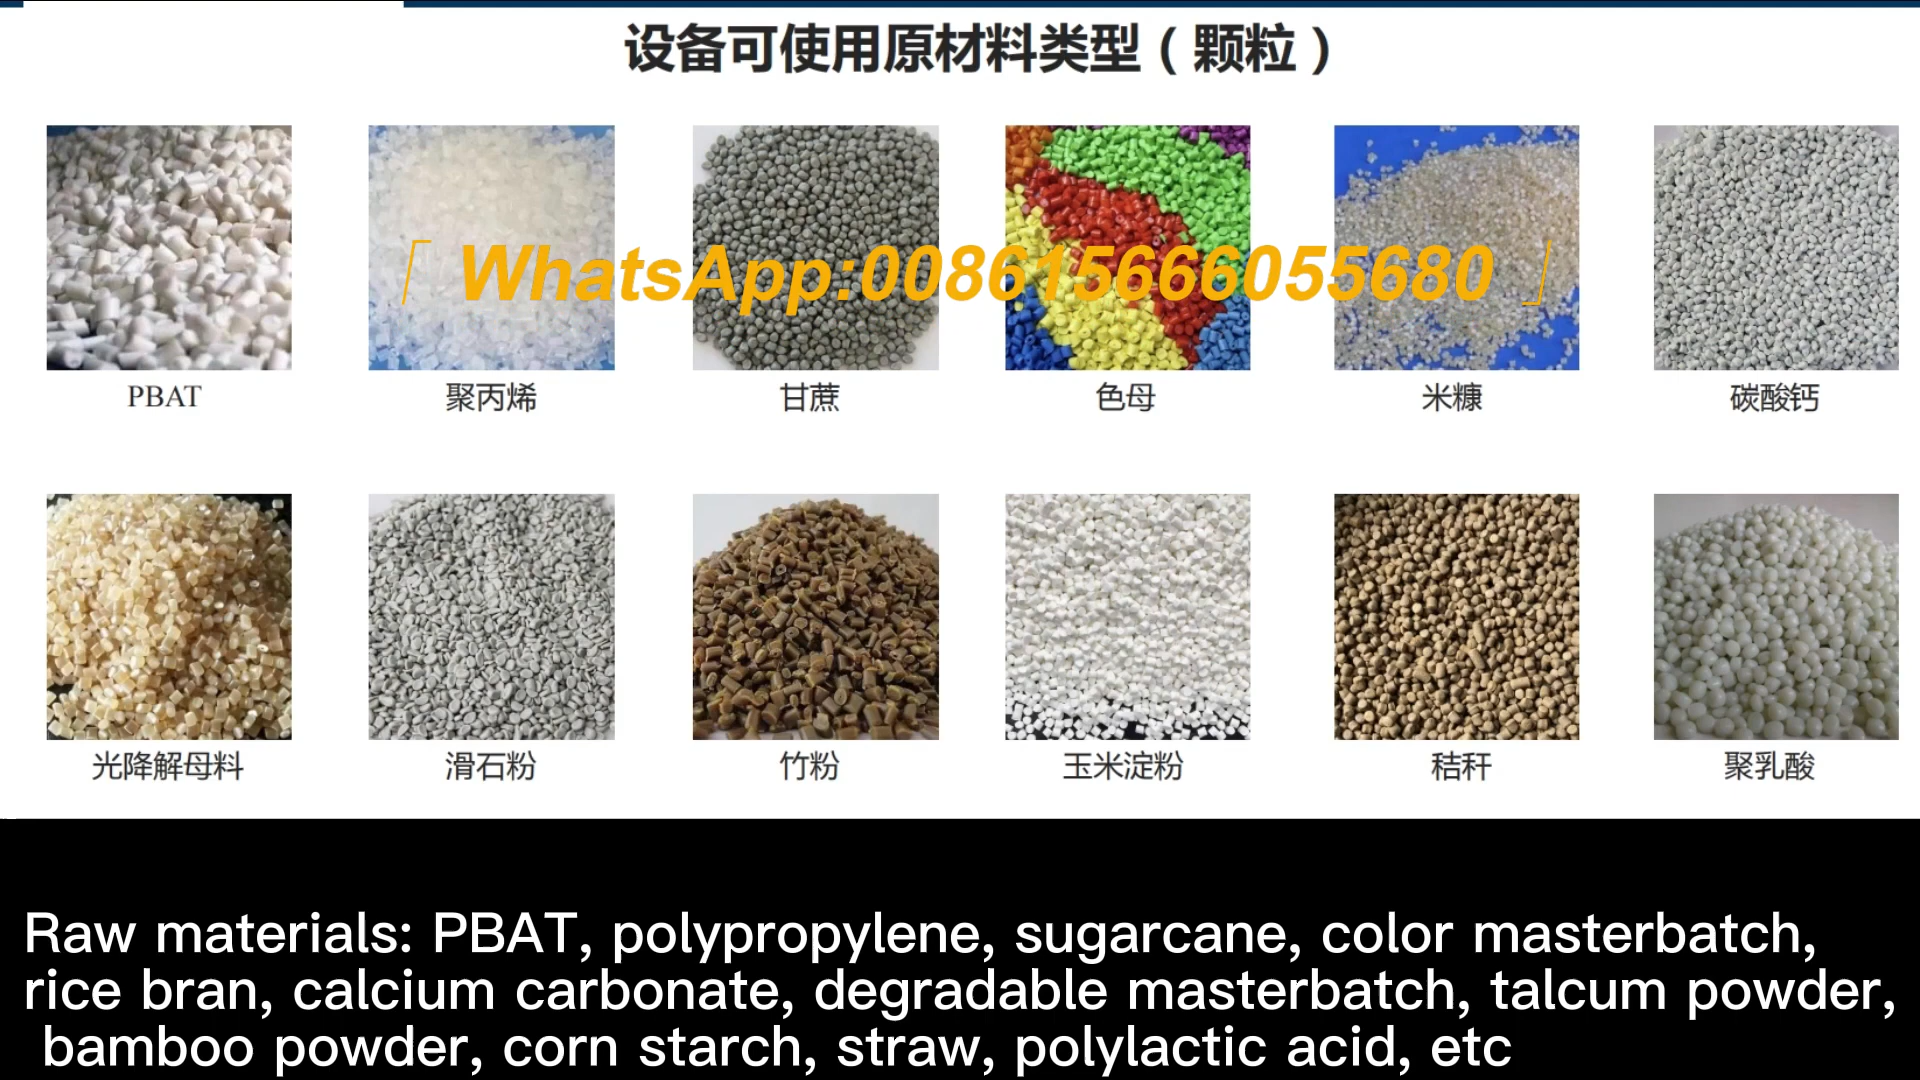 设备可使用原材料类型（颗粒）
「 WhatsApp:008615666055680 」
PBAT
聚丙烯
甘蔗
色母
米糠
碳酸钙
光降解母料
滑石粉
竹粉
玉米淀粉
秸秆
聚乳酸
Raw materials: PBAT, polypropylene, sugarcane, color masterbatch,
rice bran, calcium carbonate, degradable masterbatch, talcum powder,
bamboo powder, corn starch, straw, polylactic acid, etc